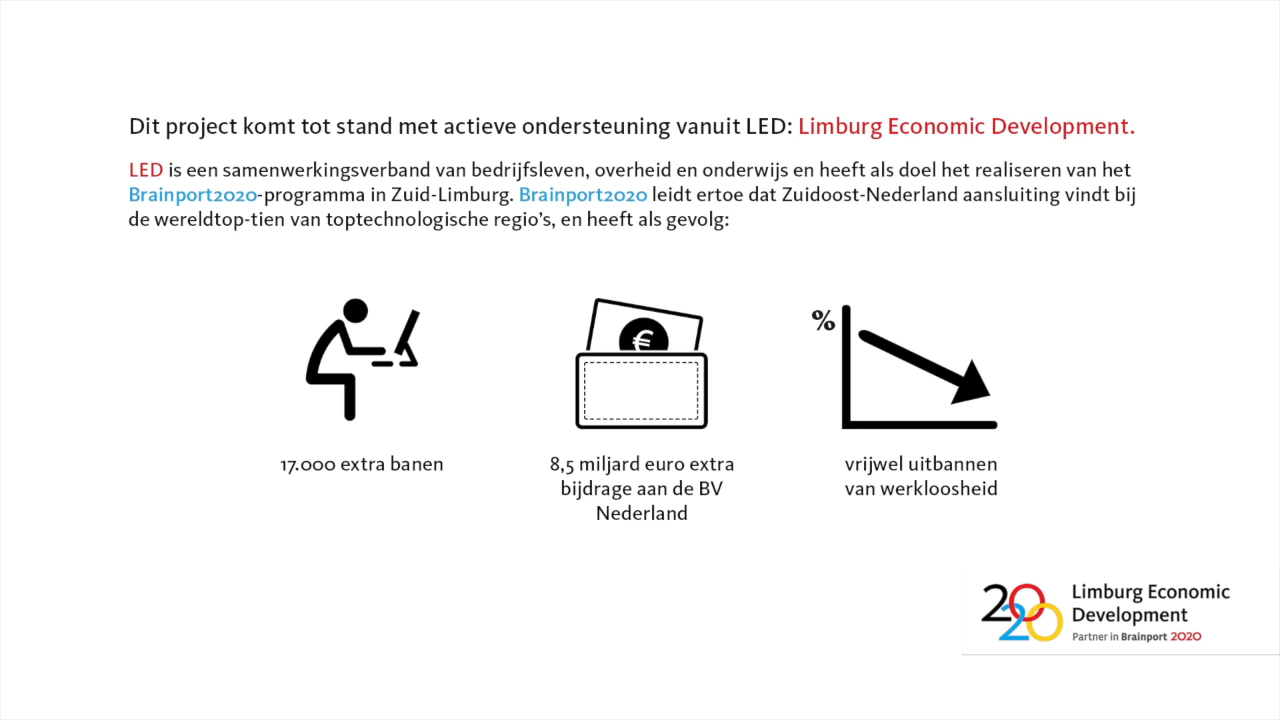 Dit project komt tot stand met actieve ondersteuning vanuit LED: Limburg Economic Development.
LED is een samenwerkingsverband van bedrijfsleven, overheid en onderwijs en heeft als doel het realiseren van het
Brainport2020-programma in Zuid-Limburg. Brainport2020 leidt ertoe dat Zuidoost-Nederland aansluiting vindt bij
de wereldtop-tien van toptechnologische regio's, en heeft als gevolg:
€
%
17.000 extra banen
8,5 miljard euro extra
bijdrage aan de BV
Nederland
vrijwel uitbannen
van werkloosheid
2020
Limburg Economic
Development
Partner in Brainport 2020